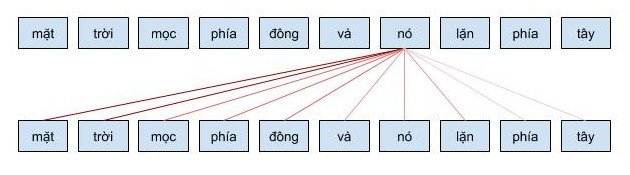 mặt trời mọc phía đông và nó lặn phía tây
mặt trời mọc phía đông và nó lặn phía tây